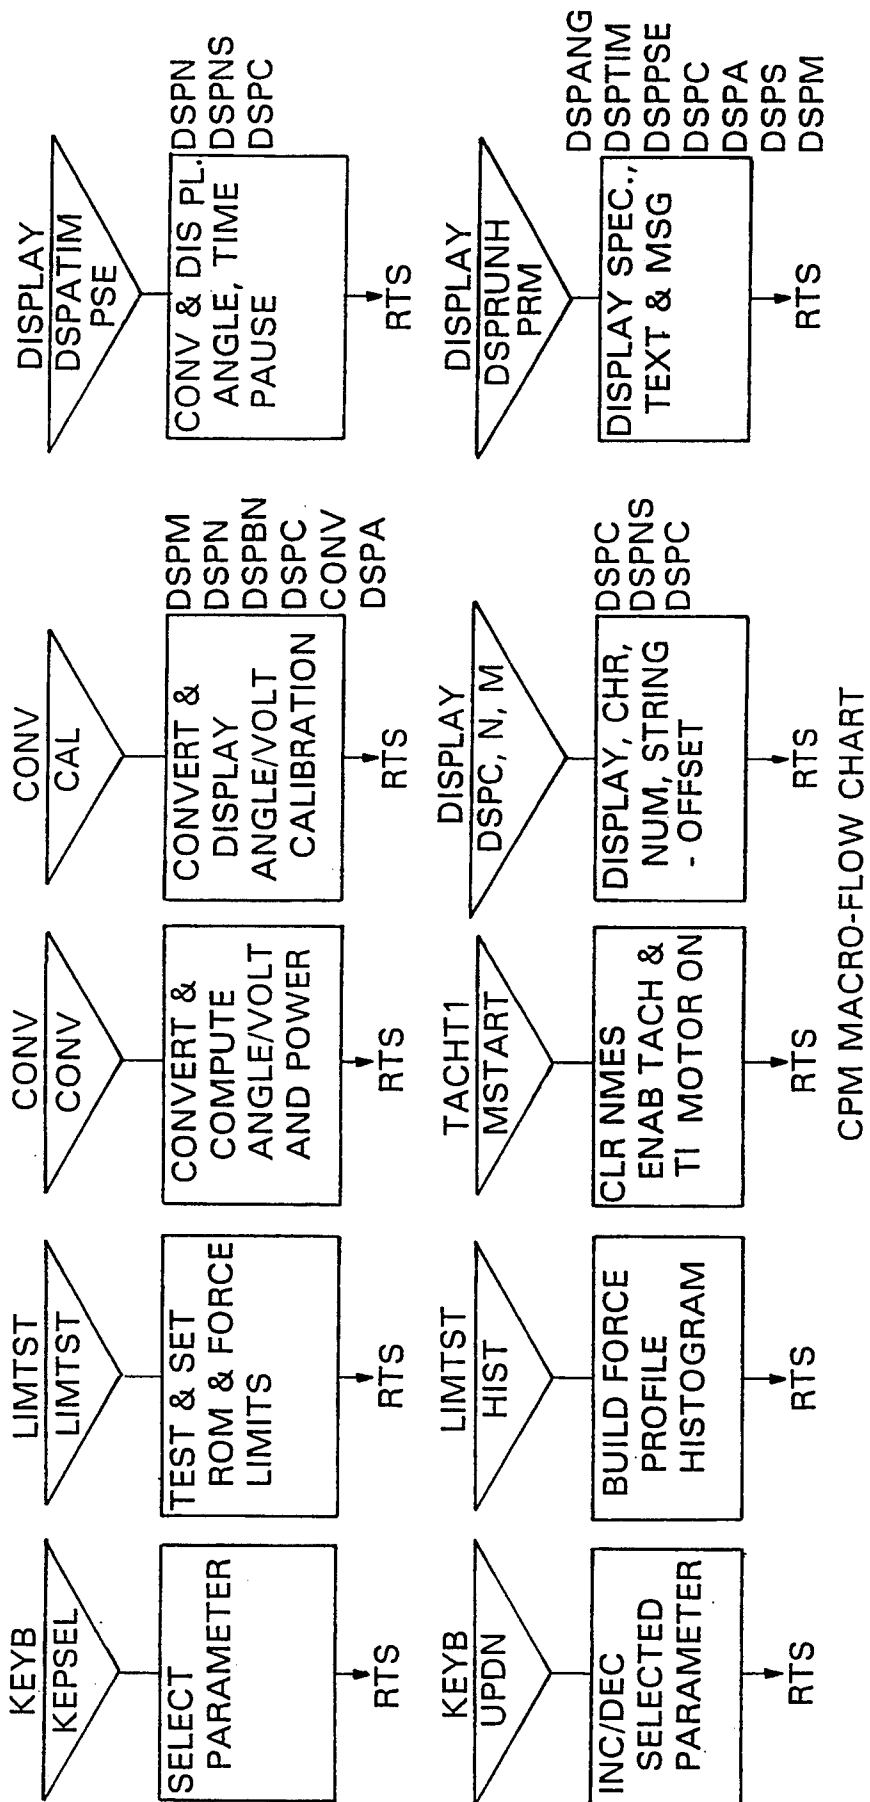 KEYB
KEPSEL
SELECT
PARAMETER
RTS
LIMTST
LIMTST
TEST & SET
ROM & FORCE
LIMITS
RTS
CONV
CONV
CONVERT &
COMPUTE
ANGLE/VOLT
AND POWER
RTS
CONV
CAL
CONVERT &
DISPLAY
ANGLE/VOLT
CALIBRATION
DSPM
DSPN
DSPBN
DSPC
CONV
DSPA
RTS
DISPLAY
DSPATIM
PSE
CONV & DIS PL.
ANGLE, TIME
PAUSE
DSPN
DSPNS
DSPC
RTS
KEYB
UPDN
INC/DEC
SELECTED
PARAMETER
RTS
LIMTST
HIST
BUILD FORCE
PROFILE
HISTOGRAM
RTS
TACHT1
MSTART
CLR NMES
ENAB TACH &
TI MOTOR ON
RTS
DISPLAY
DSPC, N, M
DISPLAY, CHR,
NUM, STRING
- OFFSET
DSPC
DSPNS
DSPC
RTS
DISPLAY
DSPRUNH
PRM
DISPLAY SPEC.,
TEXT & MSG
DSPANG
DSPTIM
DSPPSE
DSPC
DSPA
DSPS
DSPM
RTS
CPM MACRO-FLOW CHART